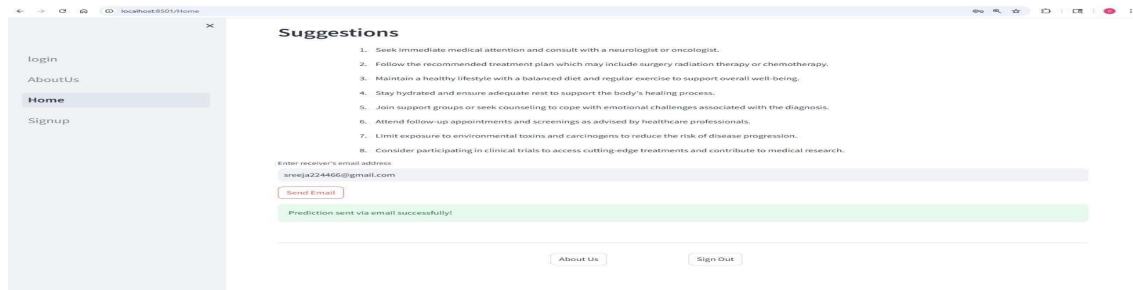 localhost:8501/Home
login
AboutUs
Home
Signup
Suggestions
1. Seek immediate medical attention and consult with a neurologist or oncologist.
2. Follow the recommended treatment plan which may include surgery radiation therapy or chemotherapy.
3. Maintain a healthy lifestyle with a balanced diet and regular exercise to support overall well-being.
4. Stay hydrated and ensure adequate rest to support the body's healing process.
5. Join support groups or seek counseling to cope with emotional challenges associated with the diagnosis.
6. Attend follow-up appointments and screenings as advised by healthcare professionals.
7. Limit exposure to environmental toxins and carcinogens to reduce the risk of disease progression.
8. Consider participating in clinical trials to access cutting-edge treatments and contribute to medical research.
Enter receiver's email address
sreeja224466@gmail.com
Send Email
Prediction sent via email successfully!
About Us
Sign Out